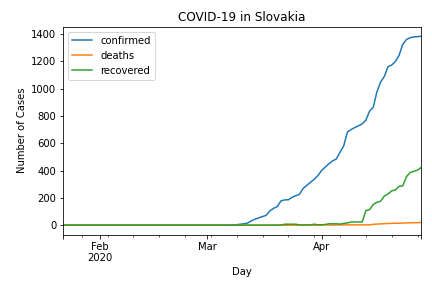 COVID-19 in Slovakia
confirmed
deaths
recovered
1400
1200
1000
800
600
400
200
0
Number of Cases
Feb
2020
Mar
Apr
Day